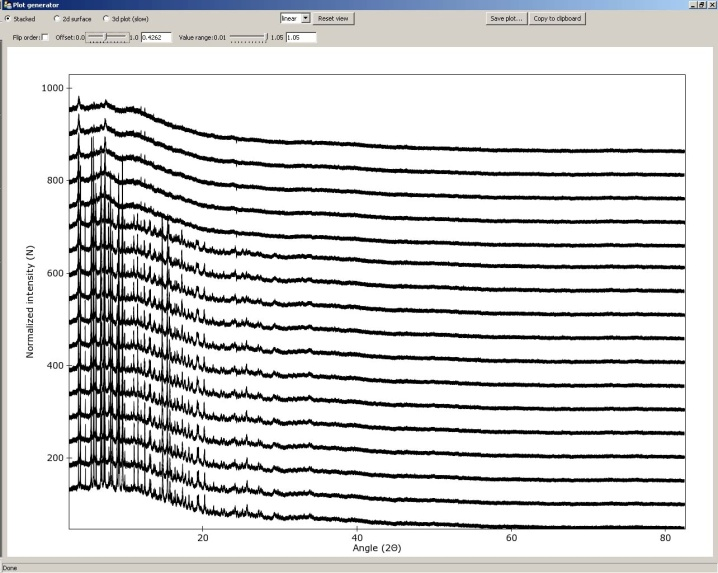 Plot generator
Stacked 2d surface 3d plot (slow) linear Reset view Save plot... Copy to clipboard
Flip order: Offset:0.0 1.0 0.4262 Value range:0.01 1.05 1.05
1000
800
600
400
200
Normalized intensity (N)
20 40 60 80
Angle (2Θ)
Done